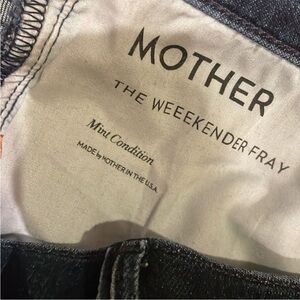 MOTHER
THE WEEEKENDER FRAY
Mint Condition
MADE by MOTHER IN THE U.S.A.